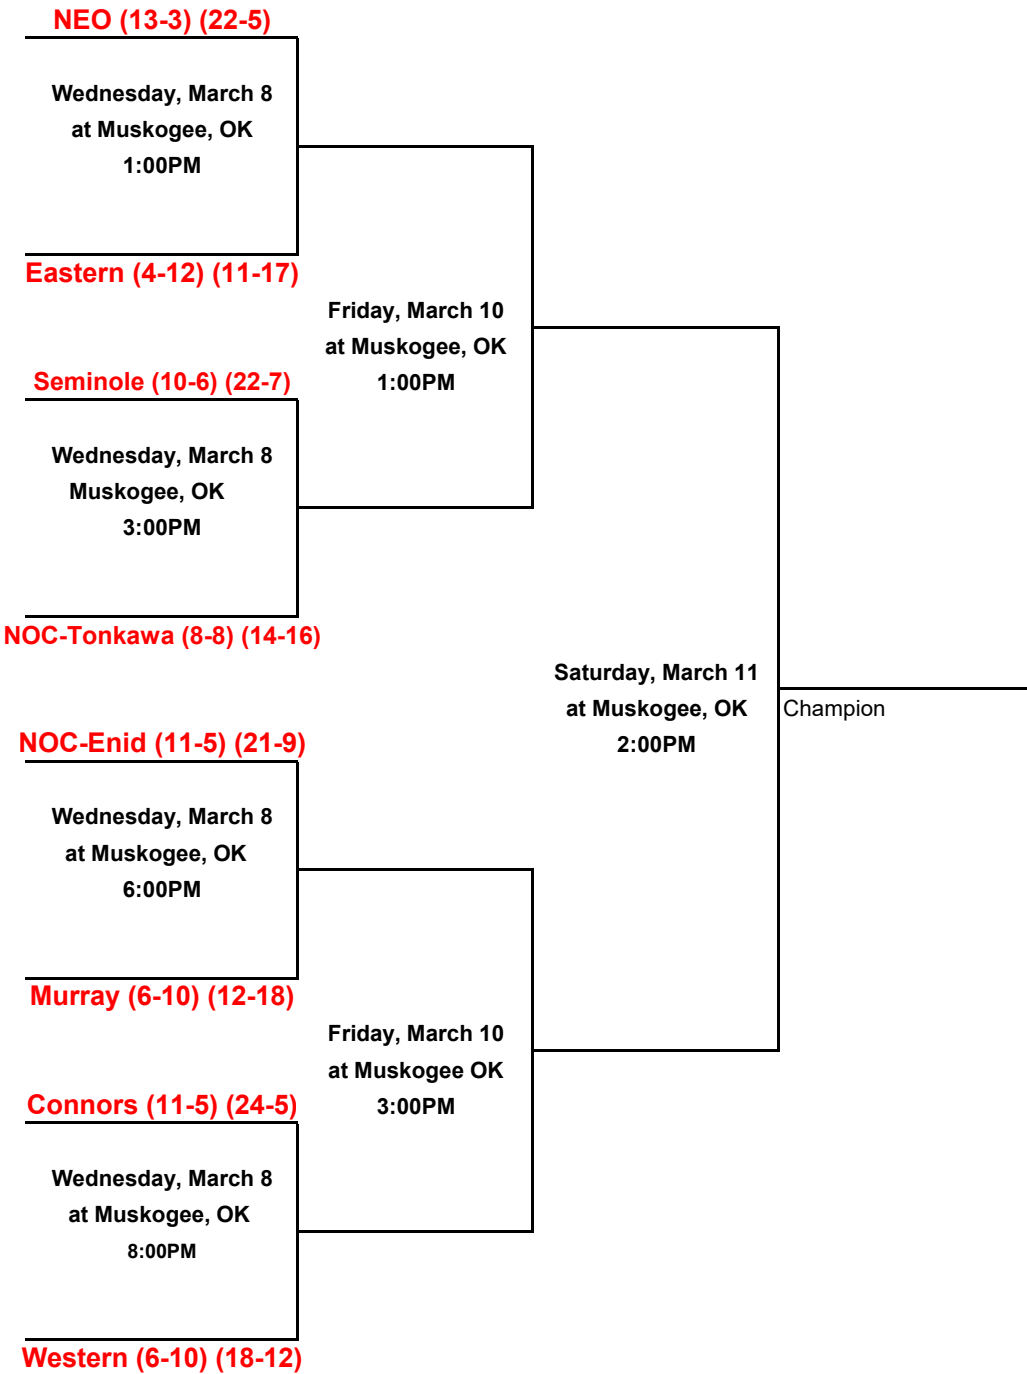 NEO (13-3) (22-5)
Wednesday, March 8
at Muskogee, OK
1:00PM
Eastern (4-12) (11-17)
Friday, March 10
at Muskogee, OK
1:00PM
Seminole (10-6) (22-7)
Wednesday, March 8
Muskogee, OK
3:00PM
NOC-Tonkawa (8-8) (14-16)
Saturday, March 11
at Muskogee, OK
2:00PM
Champion
NOC-Enid (11-5) (21-9)
Wednesday, March 8
at Muskogee, OK
6:00PM
Murray (6-10) (12-18)
Friday, March 10
at Muskogee OK
3:00PM
Connors (11-5) (24-5)
Wednesday, March 8
at Muskogee, OK
8:00PM
Western (6-10) (18-12)